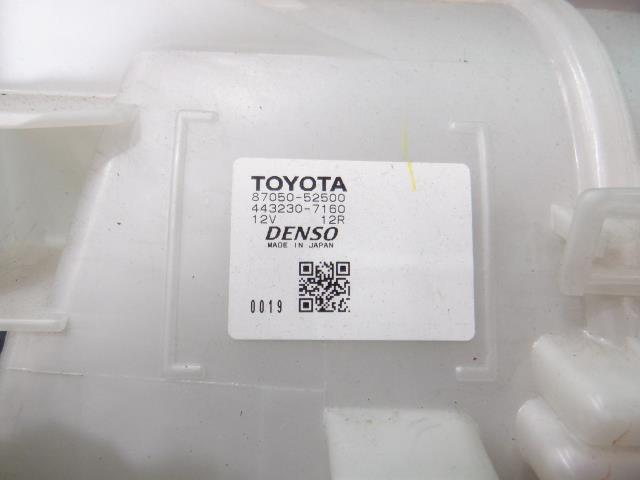 TOYOTA
87050-52500
443230-7160
12V 12R
DENSO
MADE IN JAPAN
0019